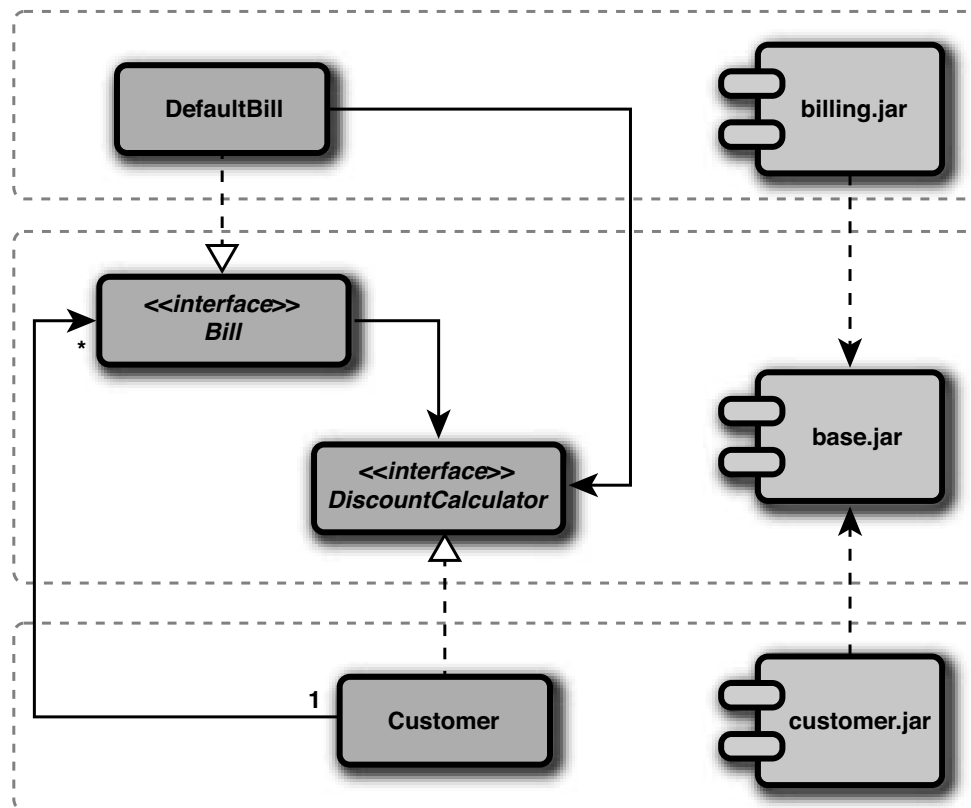 DefaultBill
billing.jar
<<interface>>
Bill
*
<<interface>>
DiscountCalculator
base.jar
1
Customer
customer.jar